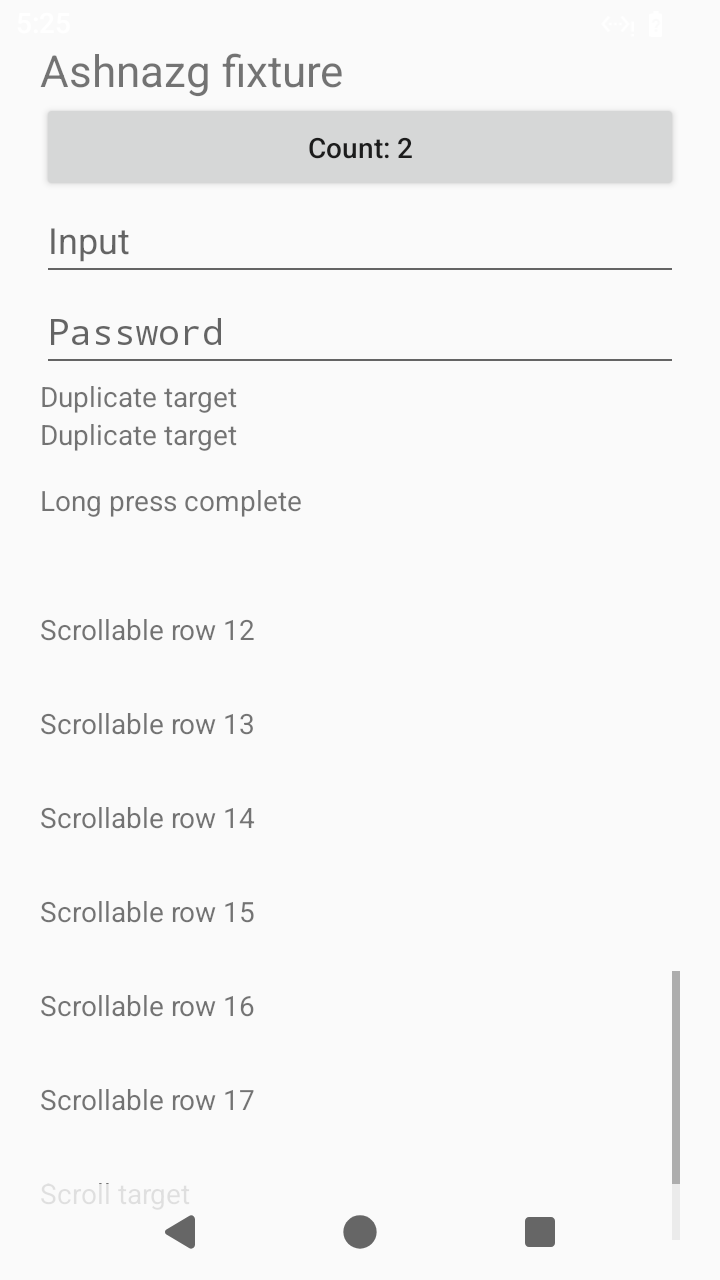 5:25
Ashnazg fixture
Count: 2
Input
Password
Duplicate target
Duplicate target
Long press complete
Scrollable row 12
Scrollable row 13
Scrollable row 14
Scrollable row 15
Scrollable row 16
Scrollable row 17
Scroll target